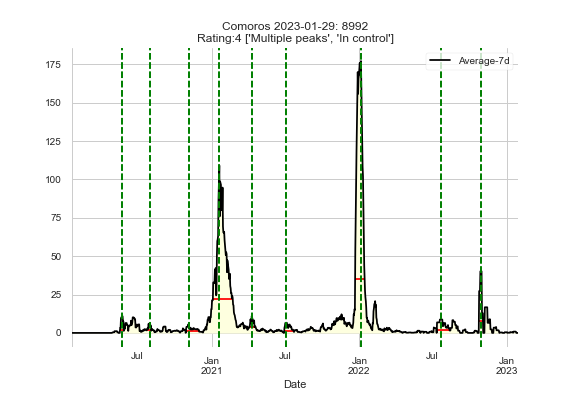 Comoros 2023-01-29: 8992
Rating:4 ['Multiple peaks', 'In control']
Average-7d
175
150
125
100
75
50
25
0
Jul
Jan
2021
Jul
Jan
2022
Jul
Jan
2023
Date